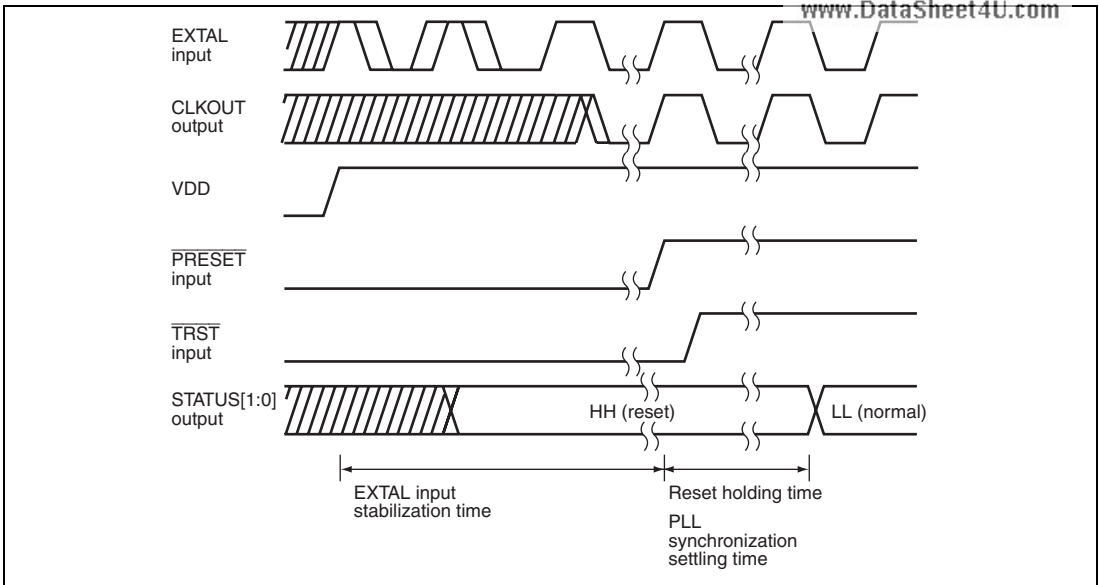 www.DataSheet4U.com
EXTAL
input
CLKOUT
output
VDD
PRESET
input
TRST
input
STATUS[1:0]
output
HH (reset)
LL (normal)
EXTAL input
stabilization time
Reset holding time
PLL
synchronization
settling time